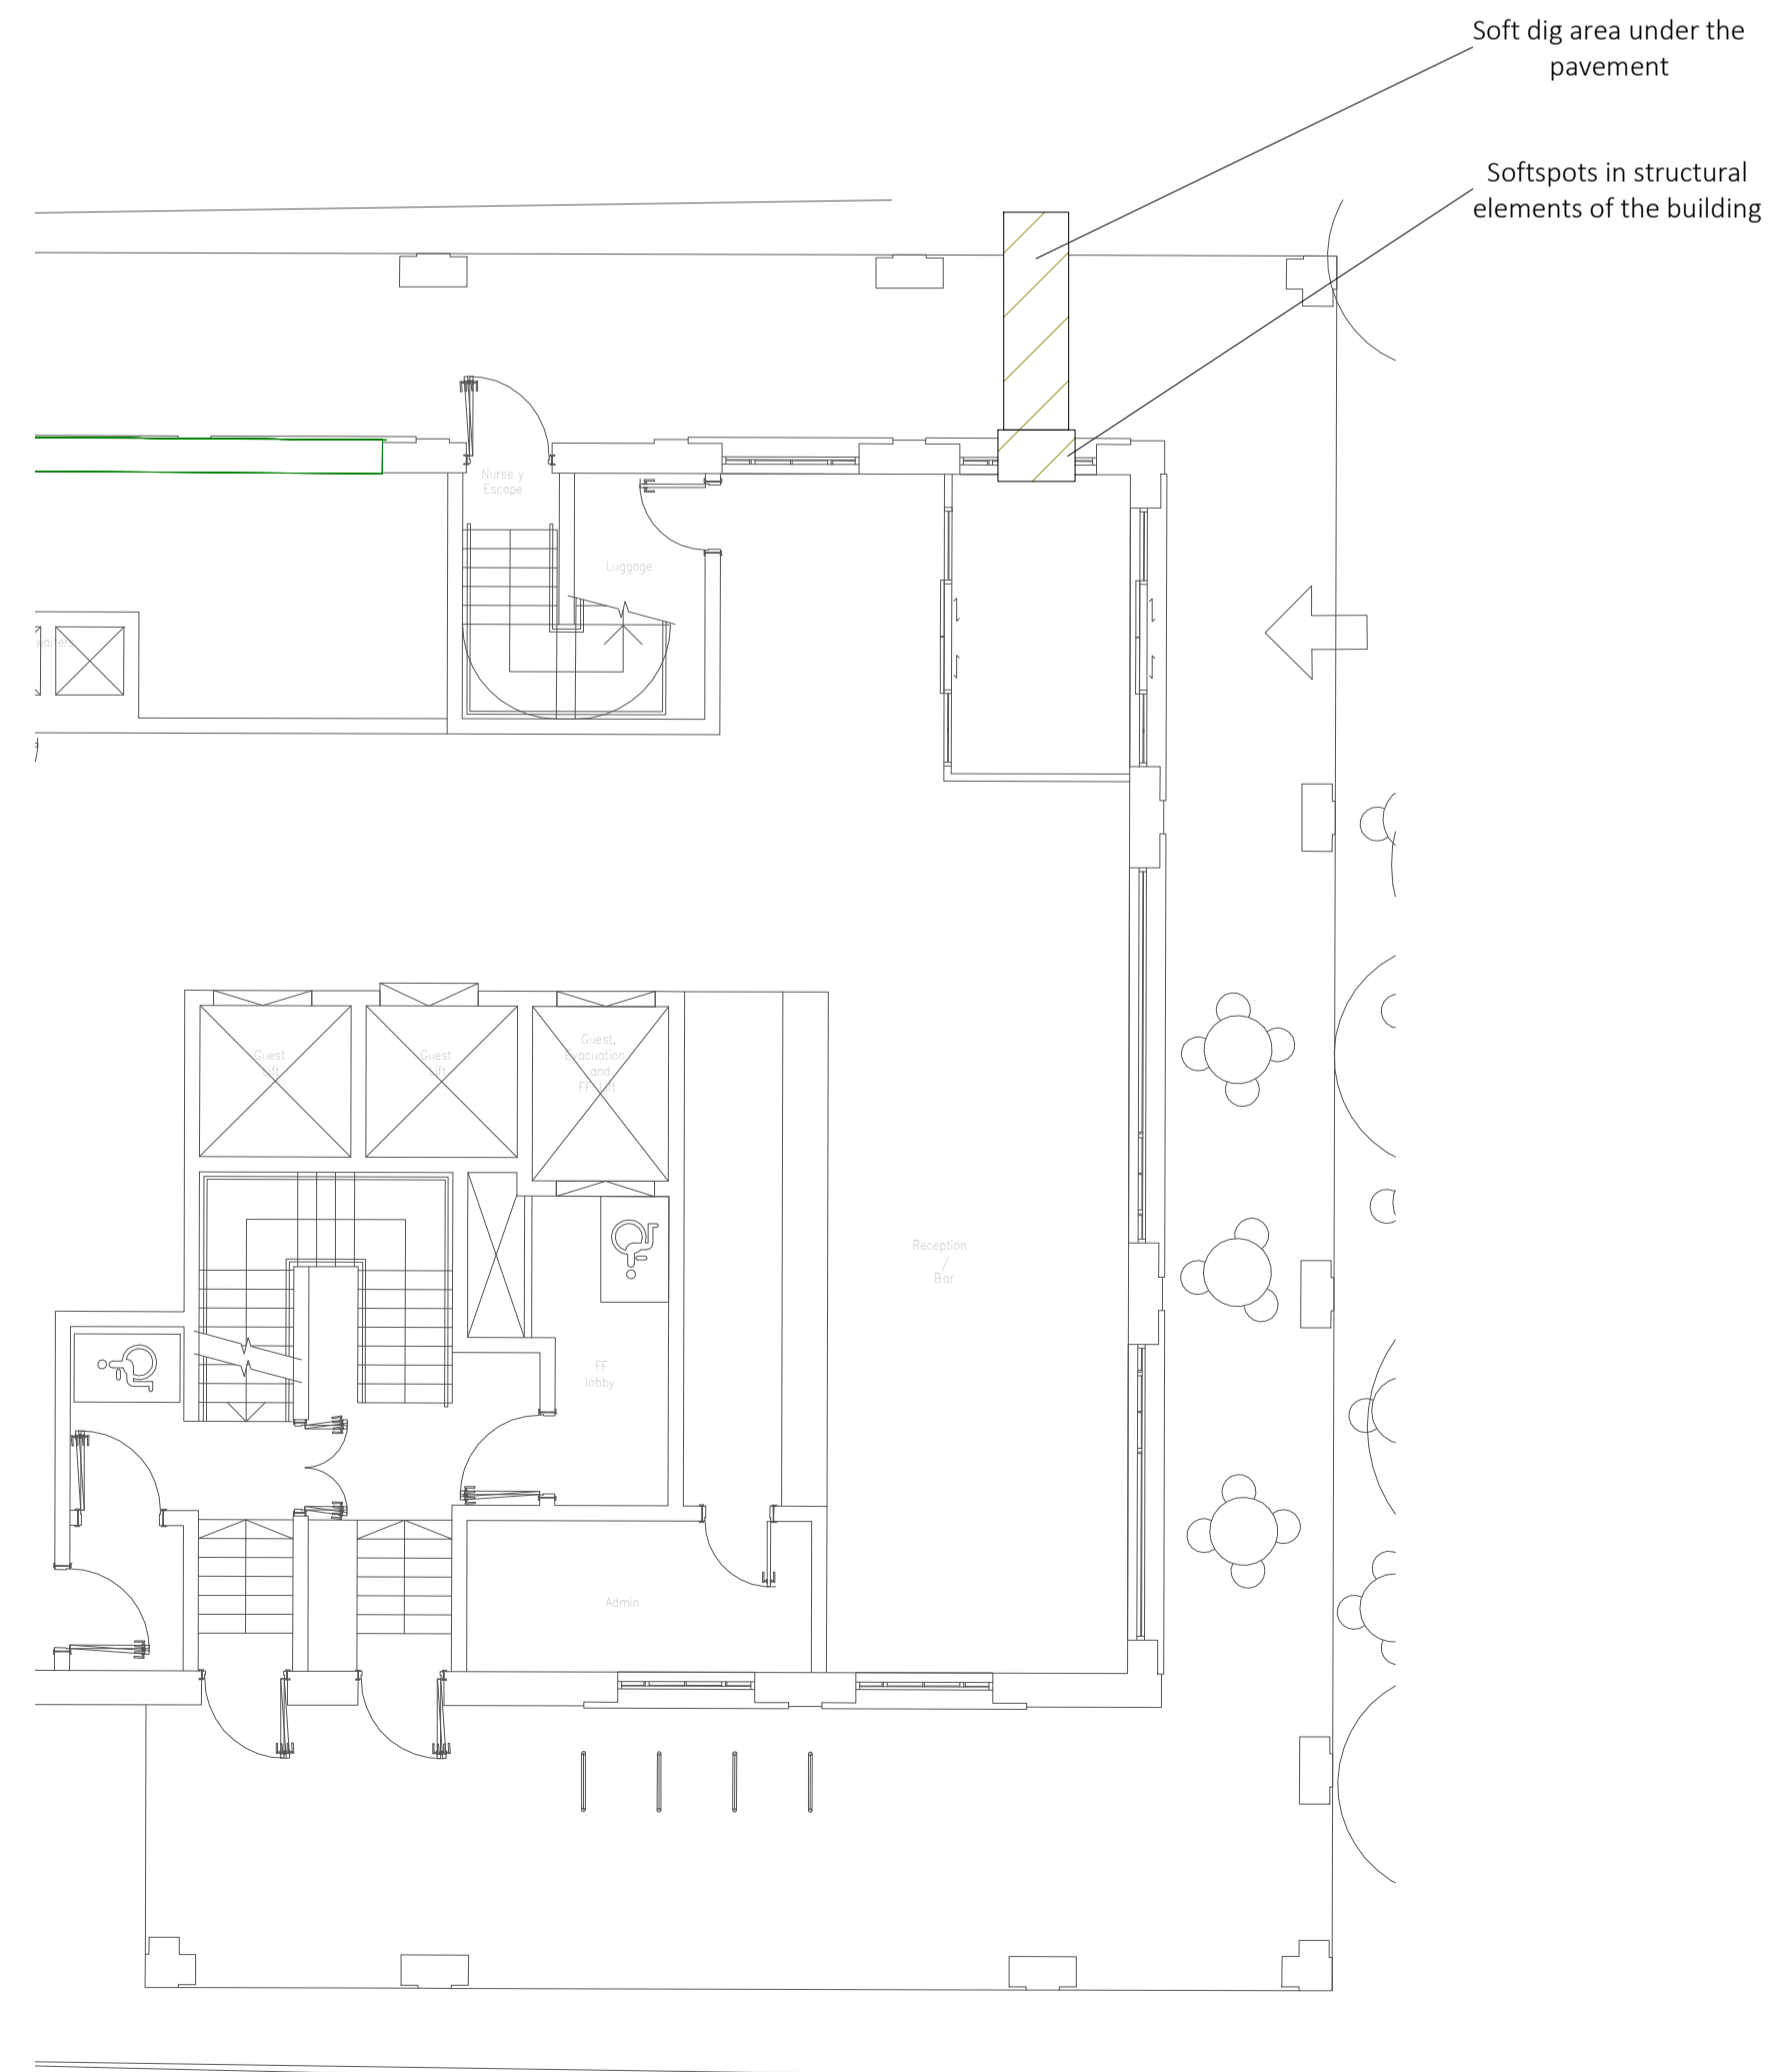 Soft dig area under the
pavement
Softspots in structural
elements of the building
Nurse y
Escape
Luggage
waiters
Guest
Lift
Guest
Lift
Guest,
Evacuation
and
FF Lift
Reception
/
Bar
FF
lobby
Admin